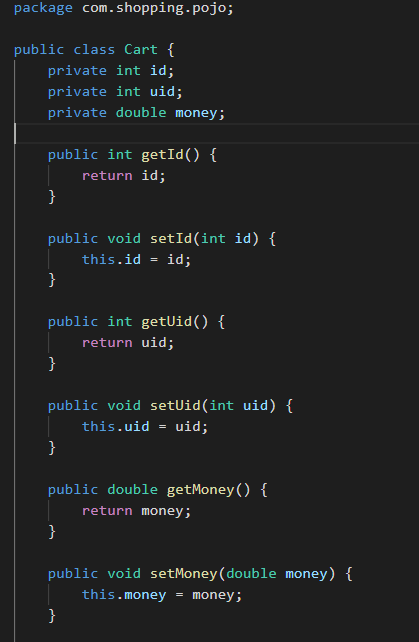 package com.shopping.pojo;
public class Cart {
private int id;
private int uid;
private double money;
public int getId() {
return id;
}
public void setId(int id) {
this.id = id;
}
public int getUid() {
return uid;
}
public void setUid(int uid) {
this.uid = uid;
}
public double getMoney() {
return money;
}
public void setMoney(double money) {
this.money = money;
}